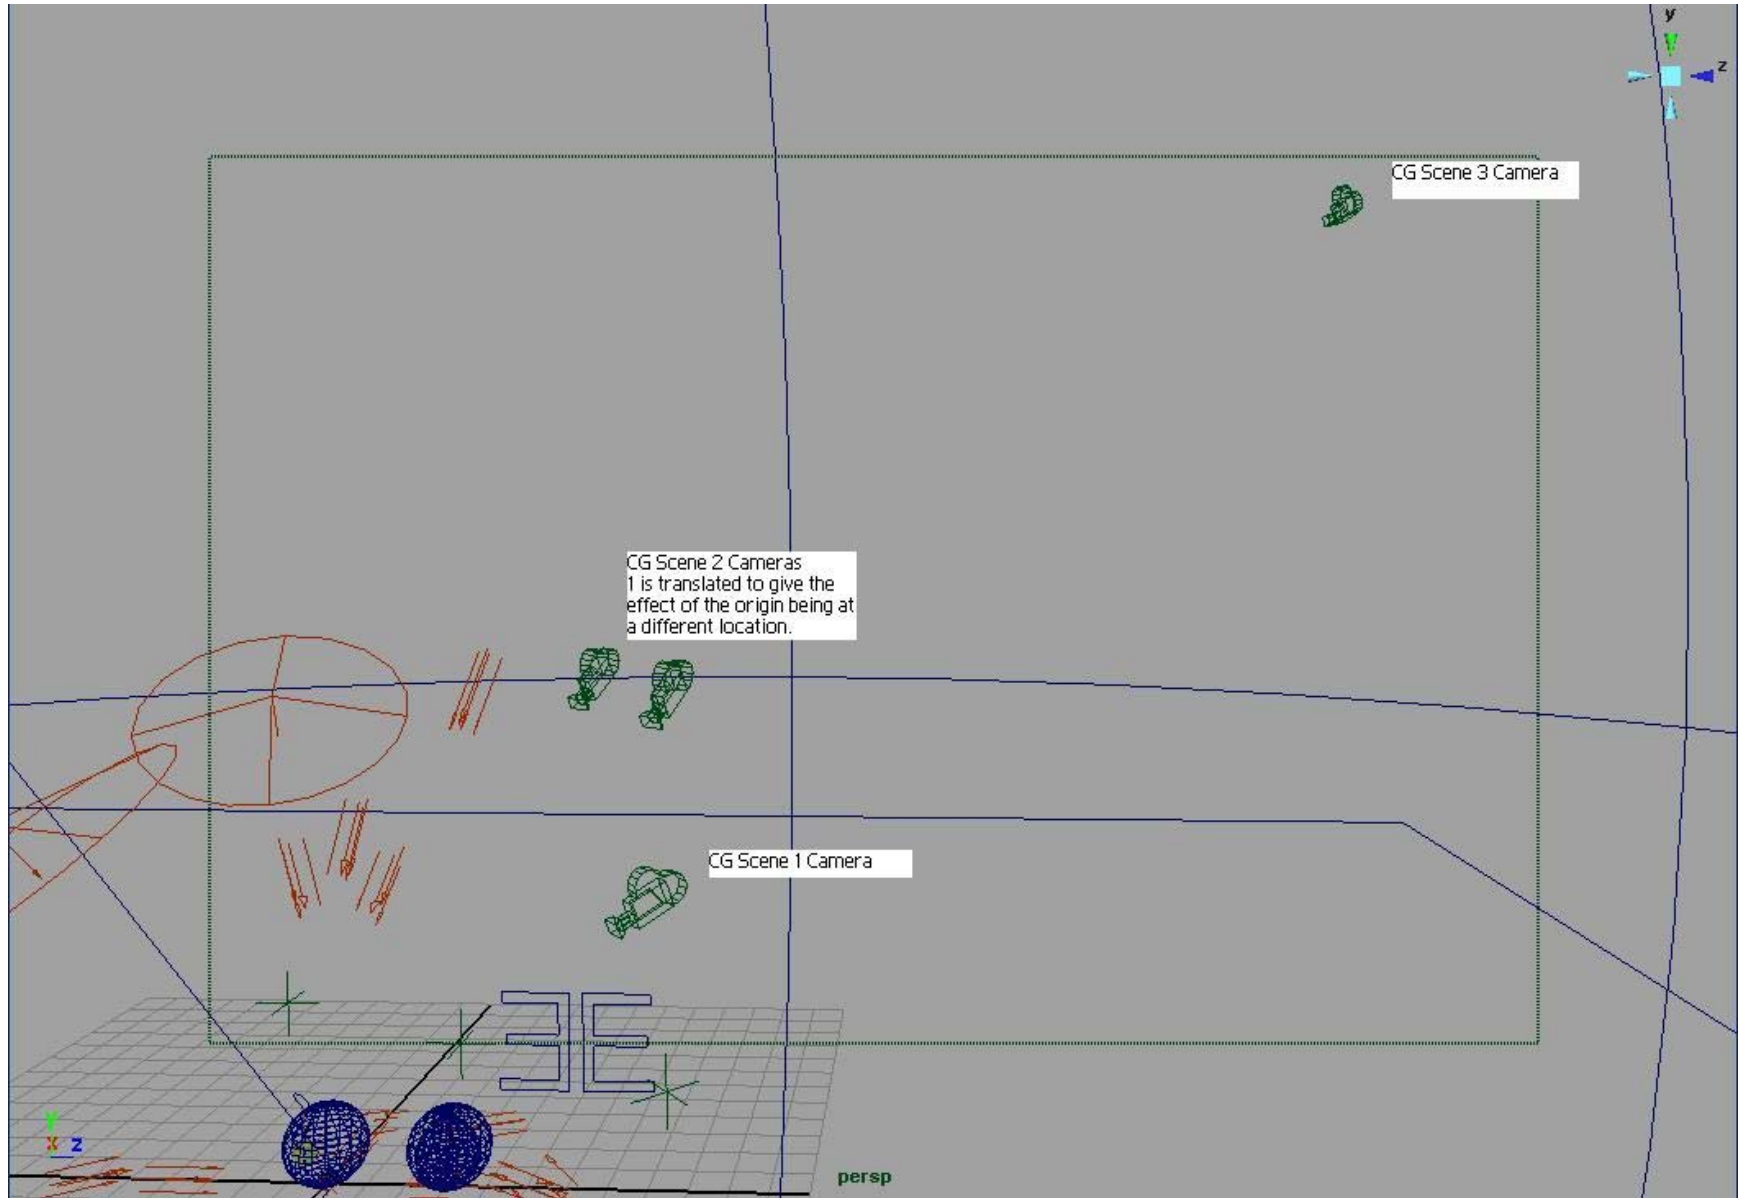 y
z
CG Scene 3 Camera
CG Scene 2 Cameras
1 is translated to give the
effect of the origin being at
a different location.
CG Scene 1 Camera
Y
X Z
persp